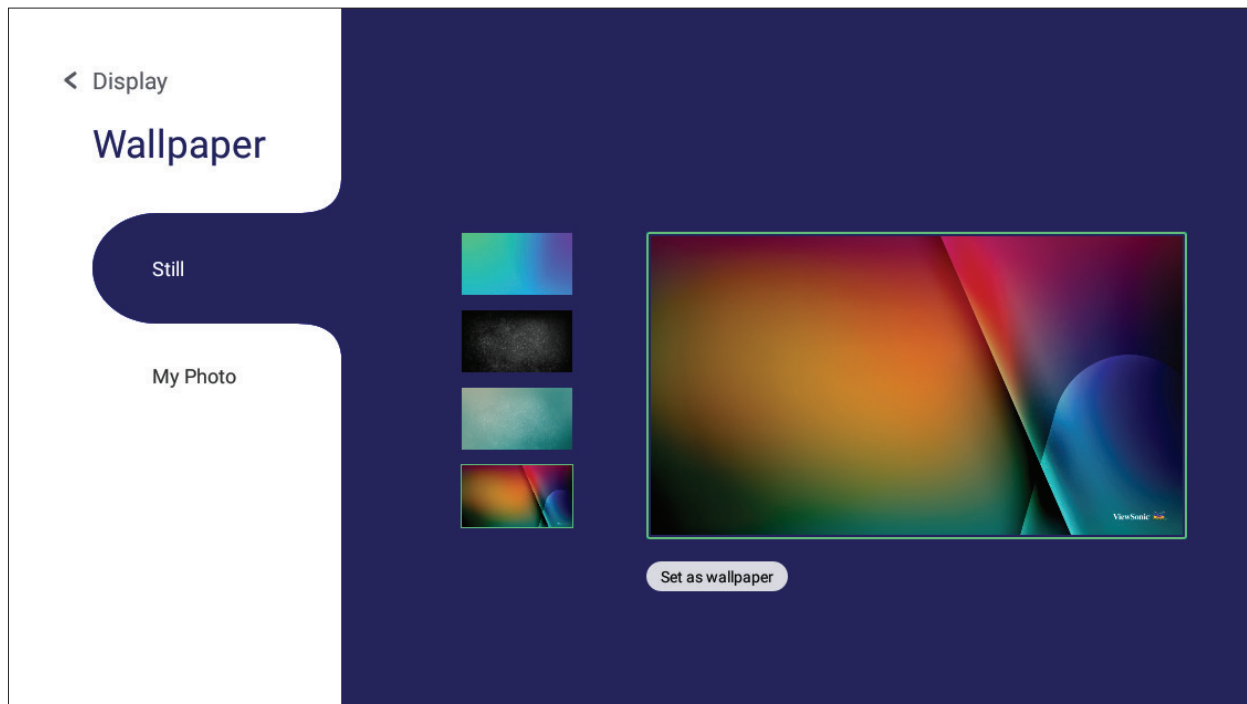 Display
Wallpaper
Still
My Photo
ViewSonic
Set as wallpaper